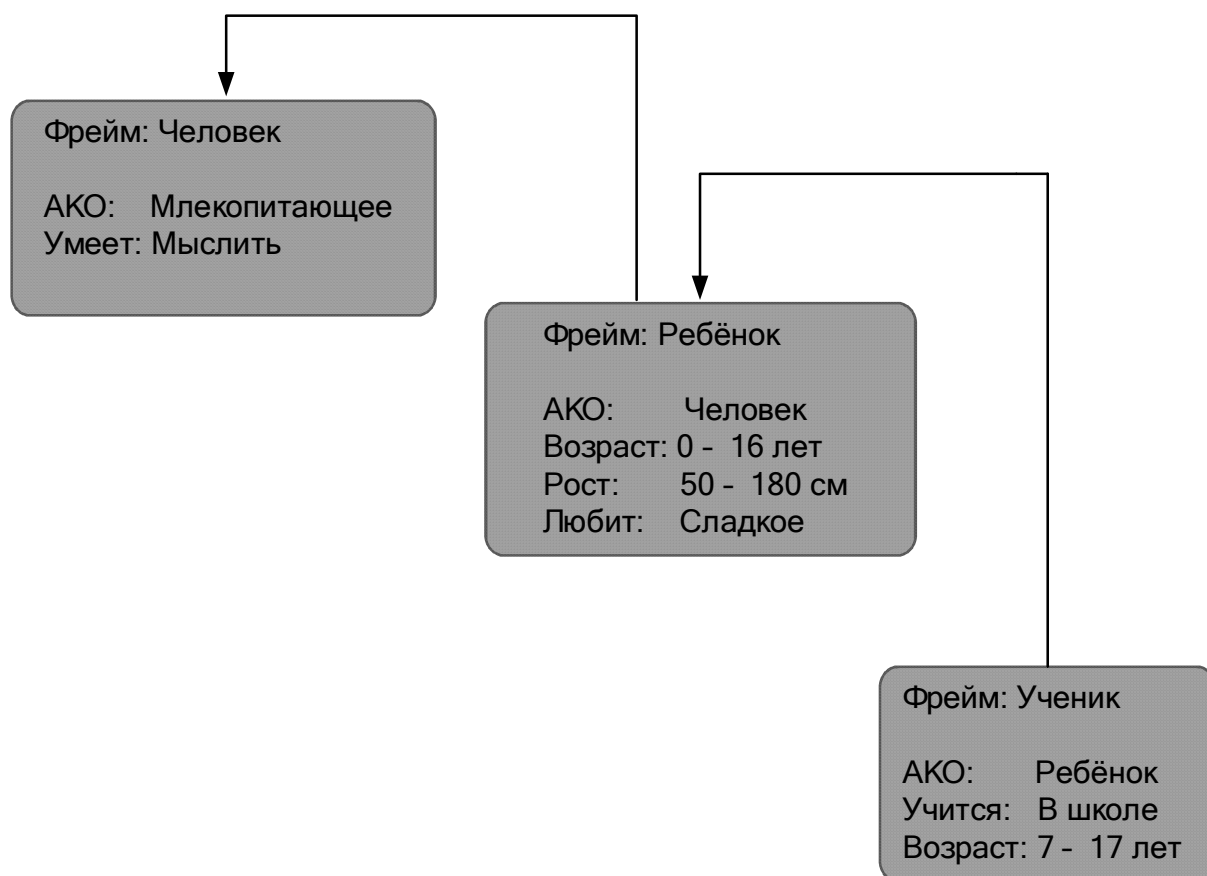 Фрейм: Человек
АКО: Млекопитающее
Умеет: Мыслить
Фрейм: Ребёнок
АКО: Человек
Возраст: 0 - 16 лет
Рост: 50 - 180 см
Любит: Сладкое
Фрейм: Ученик
АКО: Ребёнок
Учится: В школе
Возраст: 7 - 17 лет